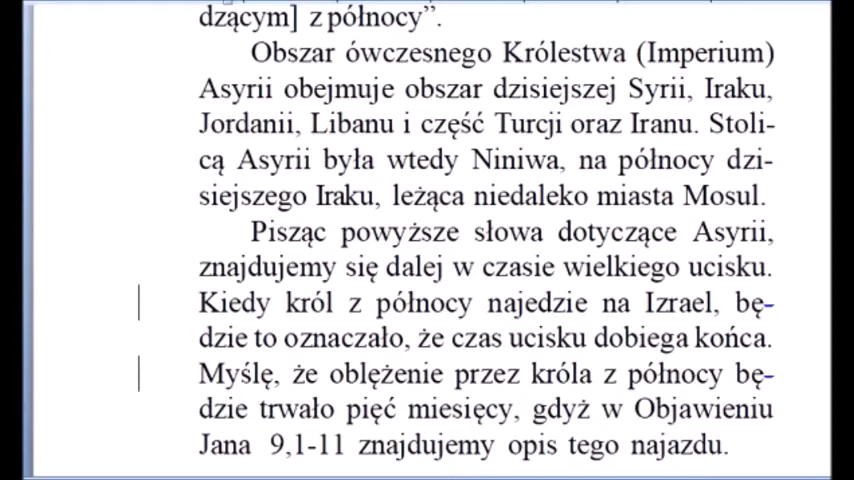 dzącym] z północy”.
Obszar ówczesnego Królestwa (Imperium)
Asyrii obejmuje obszar dzisiejszej Syrii, Iraku,
Jordanii, Libanu i część Turcji oraz Iranu. Stoli-
cą Asyrii była wtedy Niniwa, na północy dzi-
siejszego Iraku, leżąca niedaleko miasta Mosul.
Pisząc powyższe słowa dotyczące Asyrii,
znajdujemy się dalej w czasie wielkiego ucisku.
Kiedy król z północy najedzie na Izrael, bę-
dzie to oznaczało, że czas ucisku dobiega końca.
Myślę, że oblężenie przez króla z północy bę-
dzie trwało pięć miesięcy, gdyż w Objawieniu
Jana 9,1-11 znajdujemy opis tego najazdu.